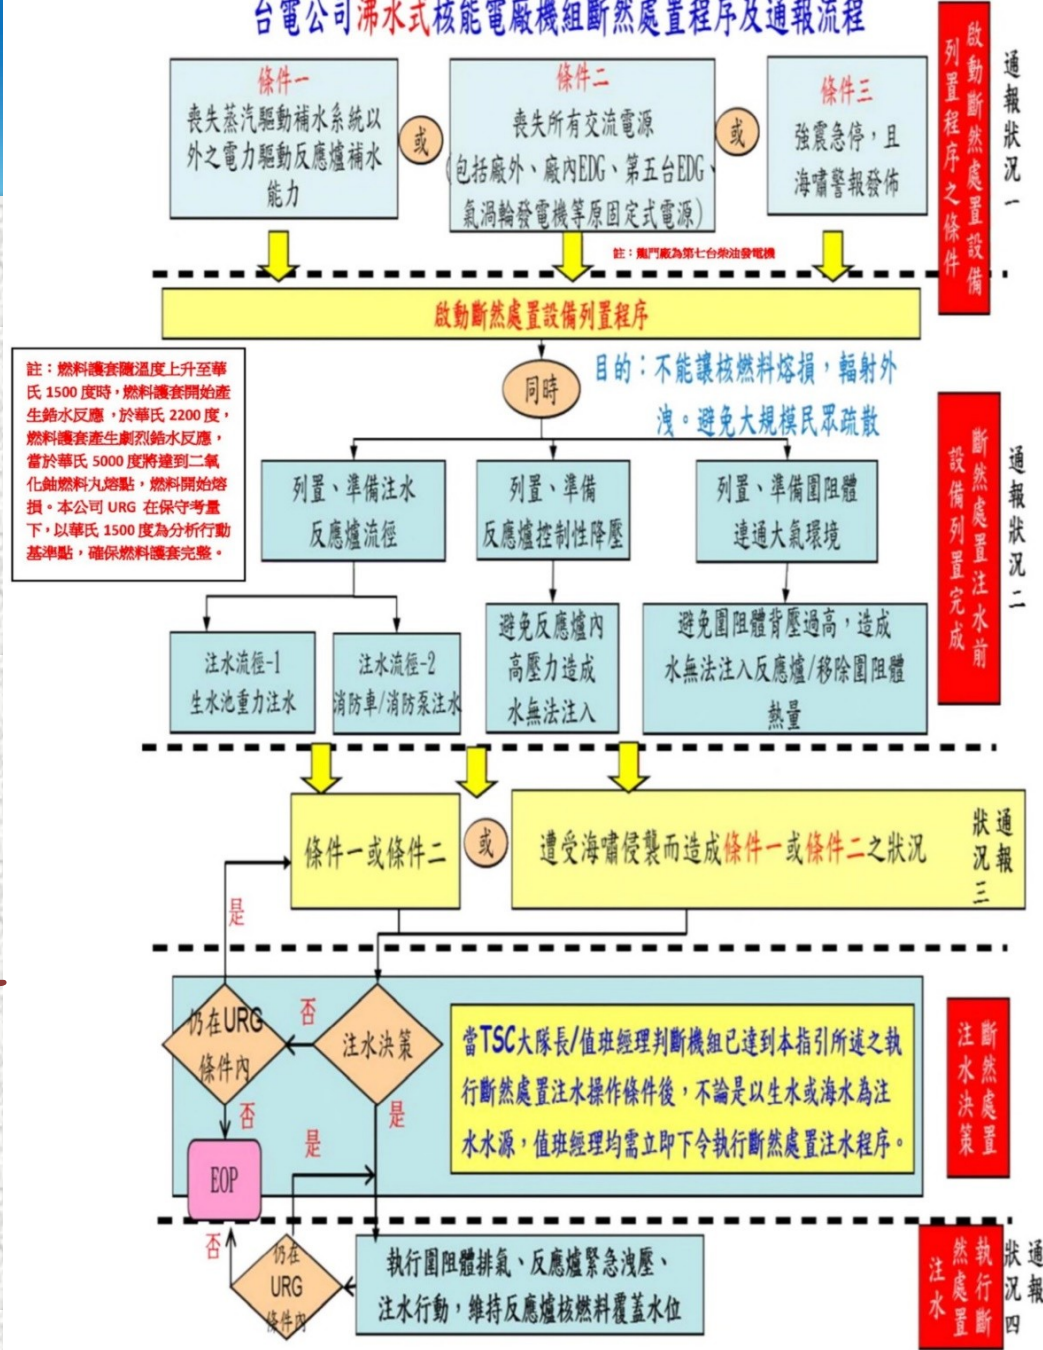 台電公司沸水式核能電廠機組斷然處置程序及通報流程
條件一
喪失蒸汽驅動補水系統以
外之電力驅動反應爐補水
能力
或
條件二
喪失所有交流電源
(包括廠外、廠內EDG、第五台EDG、
氣渦輪發電機等原固定式電源)
或
條件三
強震急停，且
海嘯警報發佈
啟動斷然處置設備
列置程序之條件
通報狀況一
註：龍門廠為第七台柴油發電機
啟動斷然處置設備列置程序
註：燃料護套隨溫度上升至華
氏 1500 度時，燃料護套開始產
生鋯水反應，於華氏 2200 度，
燃料護套產生劇烈鋯水反應，
當於華氏 5000 度將達到二氧
化鈾燃料丸熔點，燃料開始熔
損。本公司 URG 在保守考量
下，以華氏 1500 度為分析行動
基準點，確保燃料護套完整。
同時
目的：不能讓核燃料熔損，輻射外
洩。避免大規模民眾疏散
列置、準備注水
反應爐流徑
列置、準備
反應爐控制性降壓
列置、準備圍阻體
連通大氣環境
斷然處置注水前
設備列置完成
通報狀況二
注水流徑-1
生水池重力注水
注水流徑-2
消防車/消防泵注水
避免反應爐內
高壓力造成
水無法注入
避免圍阻體背壓過高，造成
水無法注入反應爐/移除圍阻體
熱量
條件一或條件二
或
遭受海嘯侵襲而造成條件一或條件二之狀況
通報
狀況三
是
仍在URG
條件內
否
注水決策
當TSC大隊長/值班經理判斷機組已達到本指引所述之執
行斷然處置注水操作條件後，不論是以生水或海水為注
水水源，值班經理均需立即下令執行斷然處置注水程序。
斷然處置
注水決策
否
是
是
EOP
否
仍在
URG
條件內
執行圍阻體排氣、反應爐緊急洩壓、
注水行動，維持反應爐核燃料覆蓋水位
執行斷
然處置
注水
通報
狀況四